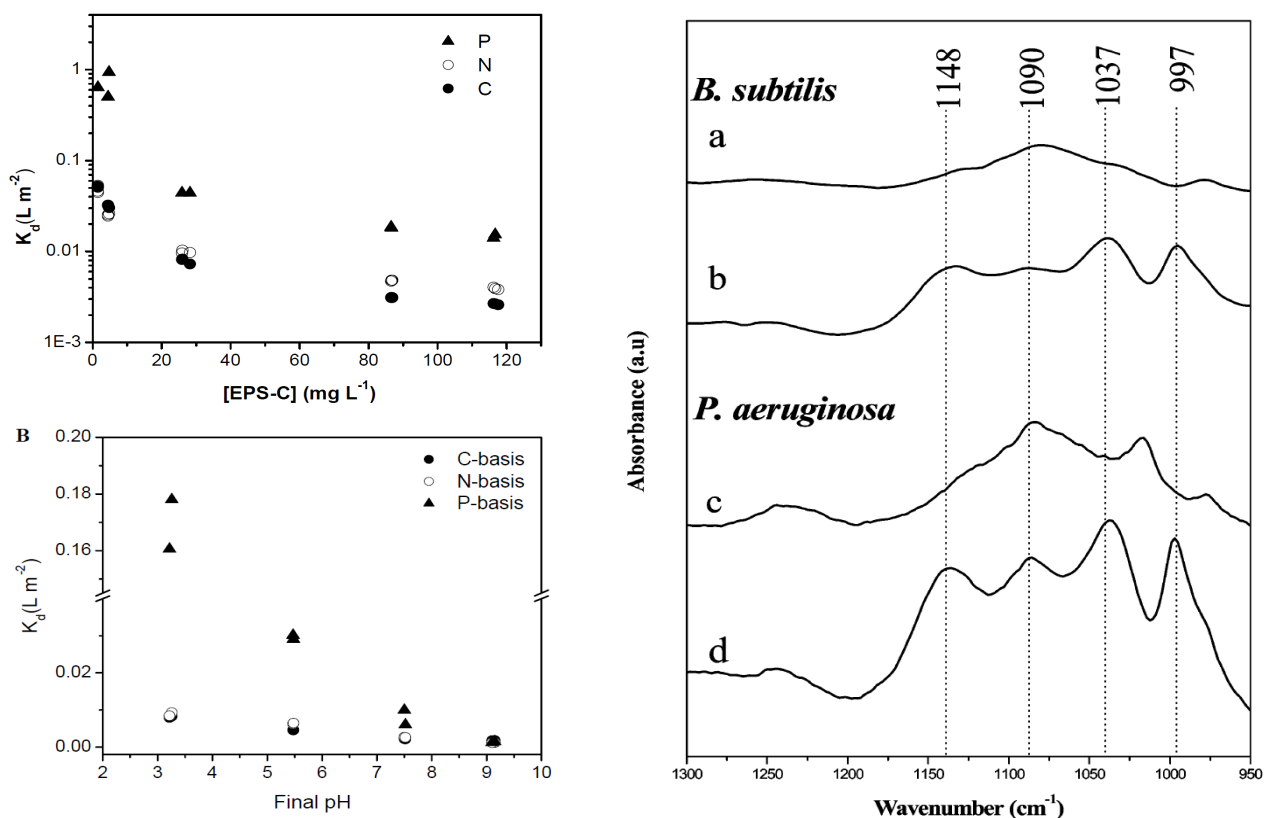 P
N
C
1
0.1
0.01
1E-3
K_d(L m⁻²)
0 20 40 60 80 100 120
[EPS-C] (mg L⁻¹)
B
0.20
0.18
0.16
0.02
0.00
K_d(L m⁻²)
C-basis
N-basis
P-basis
2 3 4 5 6 7 8 9 10
Final pH
1148 1090 1037 997
B. subtilis
a
b
P. aeruginosa
c
d
Absorbance (a.u)
1300 1250 1200 1150 1100 1050 1000 950
Wavenumber (cm⁻¹)